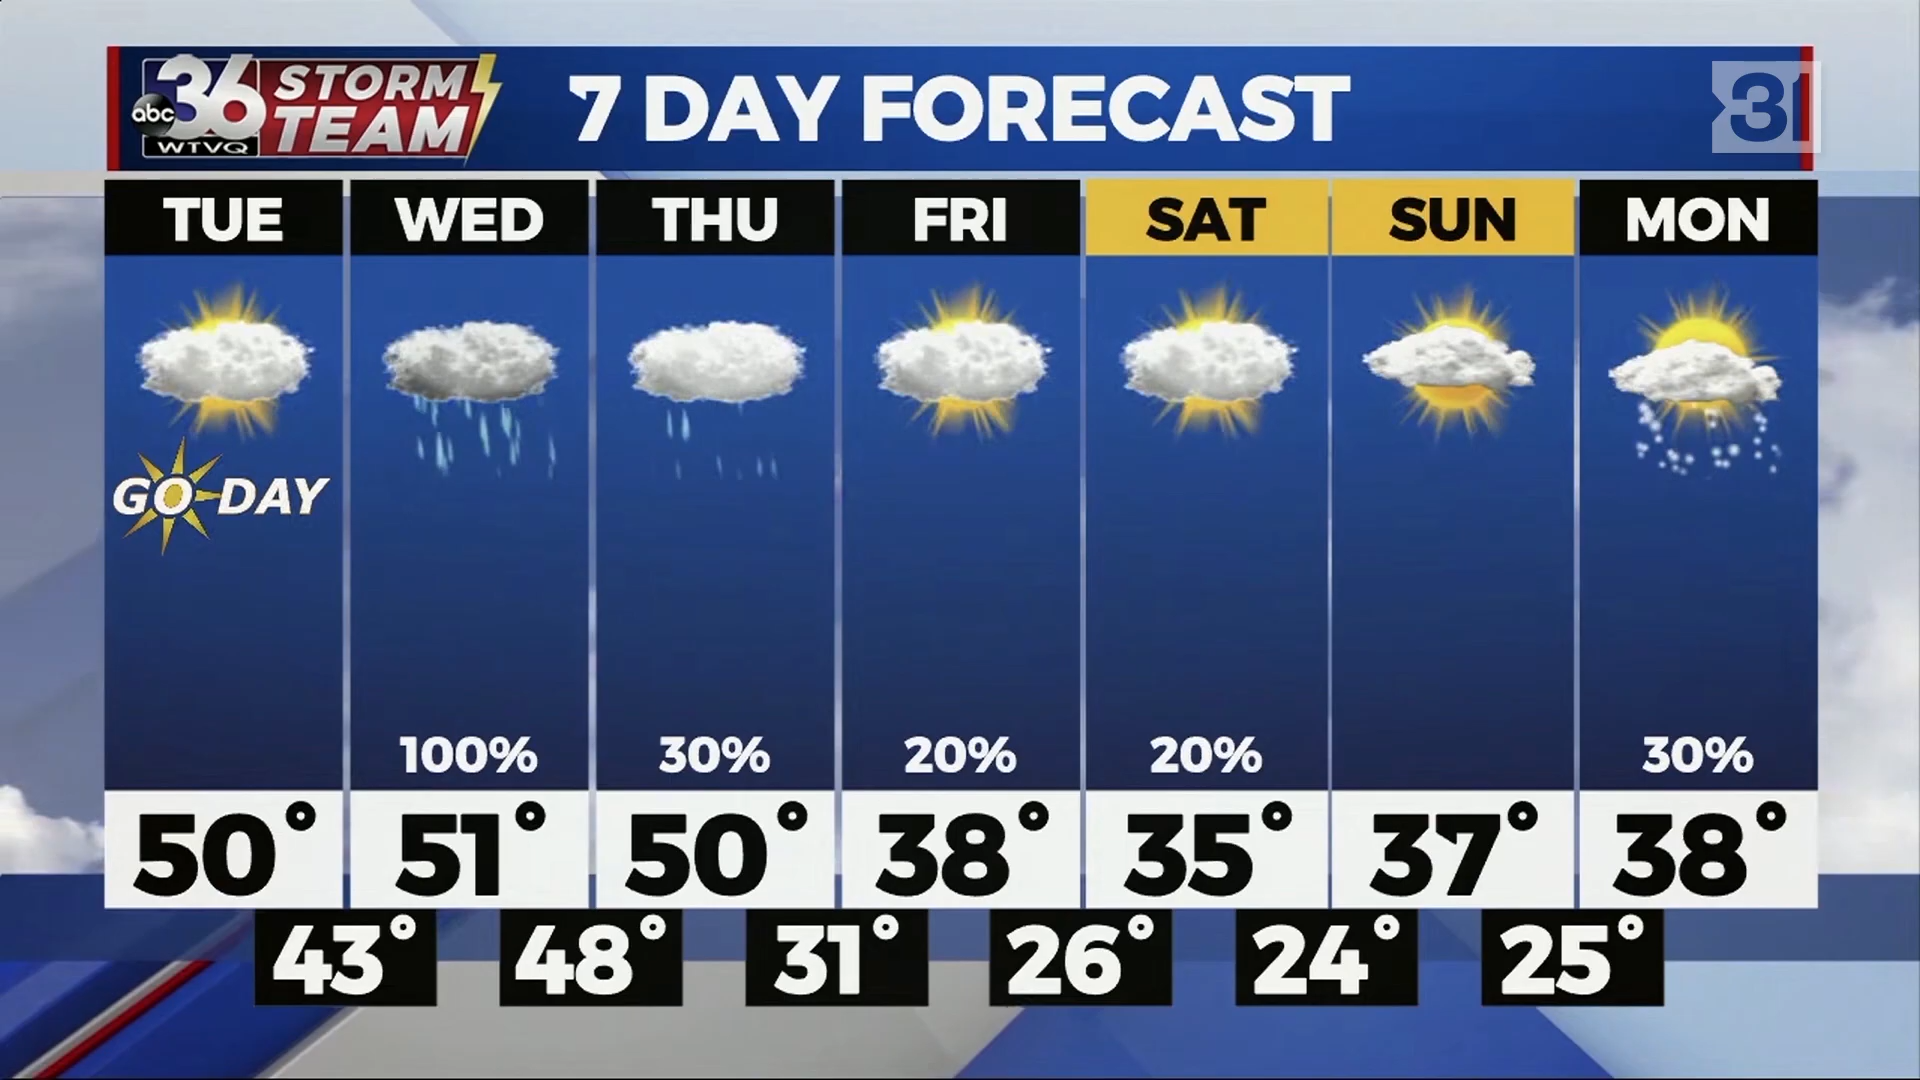 abc 36 WTVQ STORM TEAM
7 DAY FORECAST
31
TUE WED THU FRI SAT SUN MON
GO DAY
100% 30% 20% 20% 30%
50° 51° 50° 38° 35° 37° 38°
43° 48° 31° 26° 24° 25°